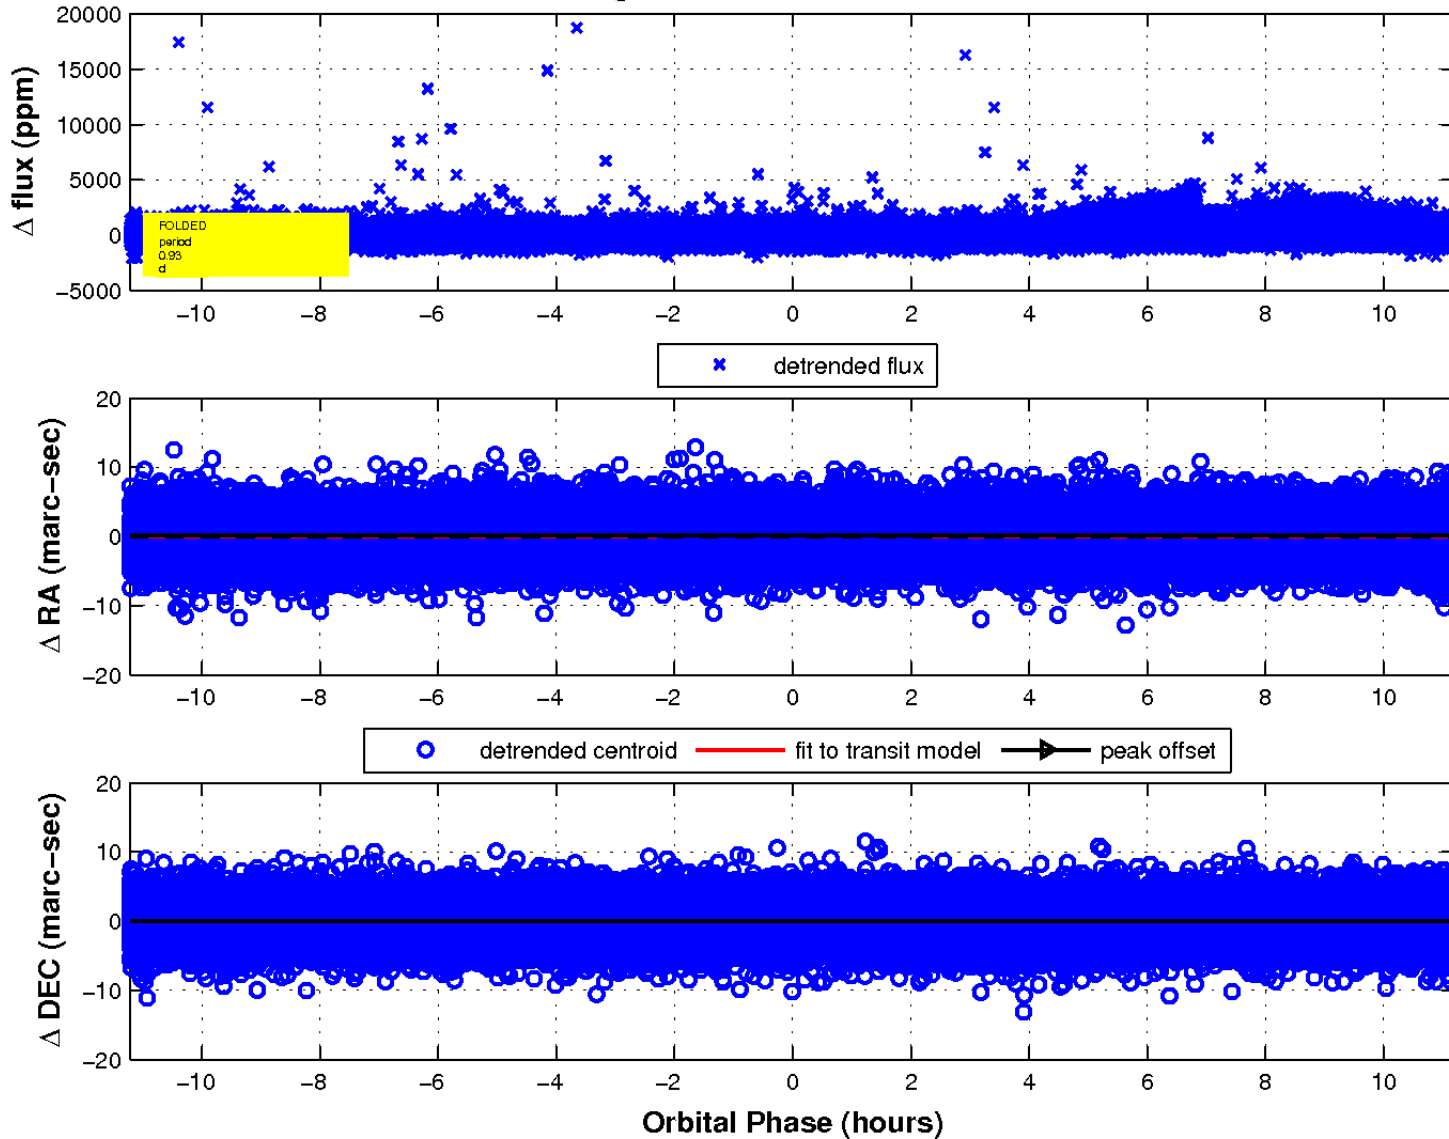 20000
15000
10000
5000
0
−5000
Δ flux (ppm)
FOLDED
period
0.93
d
−10 −8 −6 −4 −2 0 2 4 6 8 10
detrended flux
20
10
0
−10
−20
Δ RA (marc−sec)
−10 −8 −6 −4 −2 0 2 4 6 8 10
detrended centroid fit to transit model peak offset
20
10
0
−10
−20
Δ DEC (marc−sec)
−10 −8 −6 −4 −2 0 2 4 6 8 10
Orbital Phase (hours)